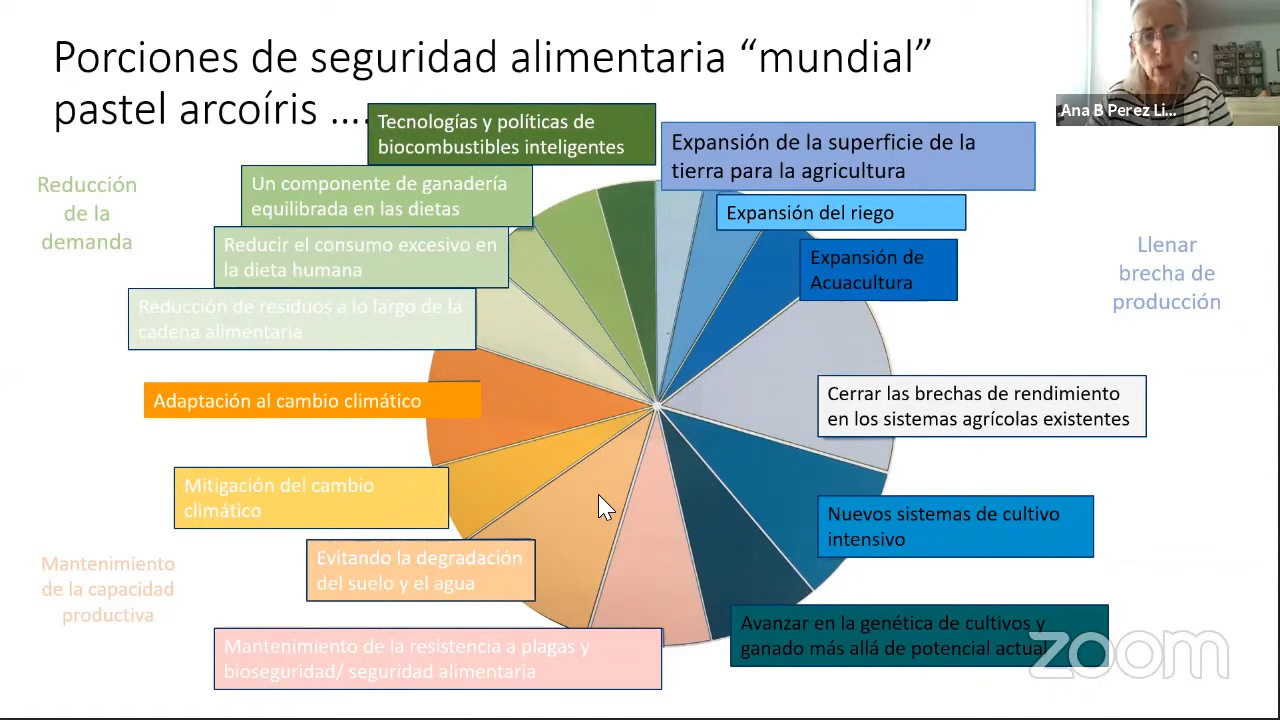 Porciones de seguridad alimentaria “mundial”
pastel arcoíris ....
Ana B Perez Li...
Tecnologías y políticas de
biocombustibles inteligentes
Expansión de la superficie de la
tierra para la agricultura
Reducción
de la
demanda
Un componente de ganadería
equilibrada en las dietas
Expansión del riego
Reducir el consumo excesivo en
la dieta humana
Expansión de
Acuacultura
Llenar
brecha de
producción
Reducción de residuos a lo largo de la
cadena alimentaria
Adaptación al cambio climático
Cerrar las brechas de rendimiento
en los sistemas agrícolas existentes
Mitigación del cambio
climático
Nuevos sistemas de cultivo
intensivo
Mantenimiento
de la capacidad
productiva
Evitando la degradación
del suelo y el agua
Avanzar en la genética de cultivos y
ganado más allá de potencial actual
Mantenimiento de la resistencia a plagas y
bioseguridad/ seguridad alimentaria
zoom